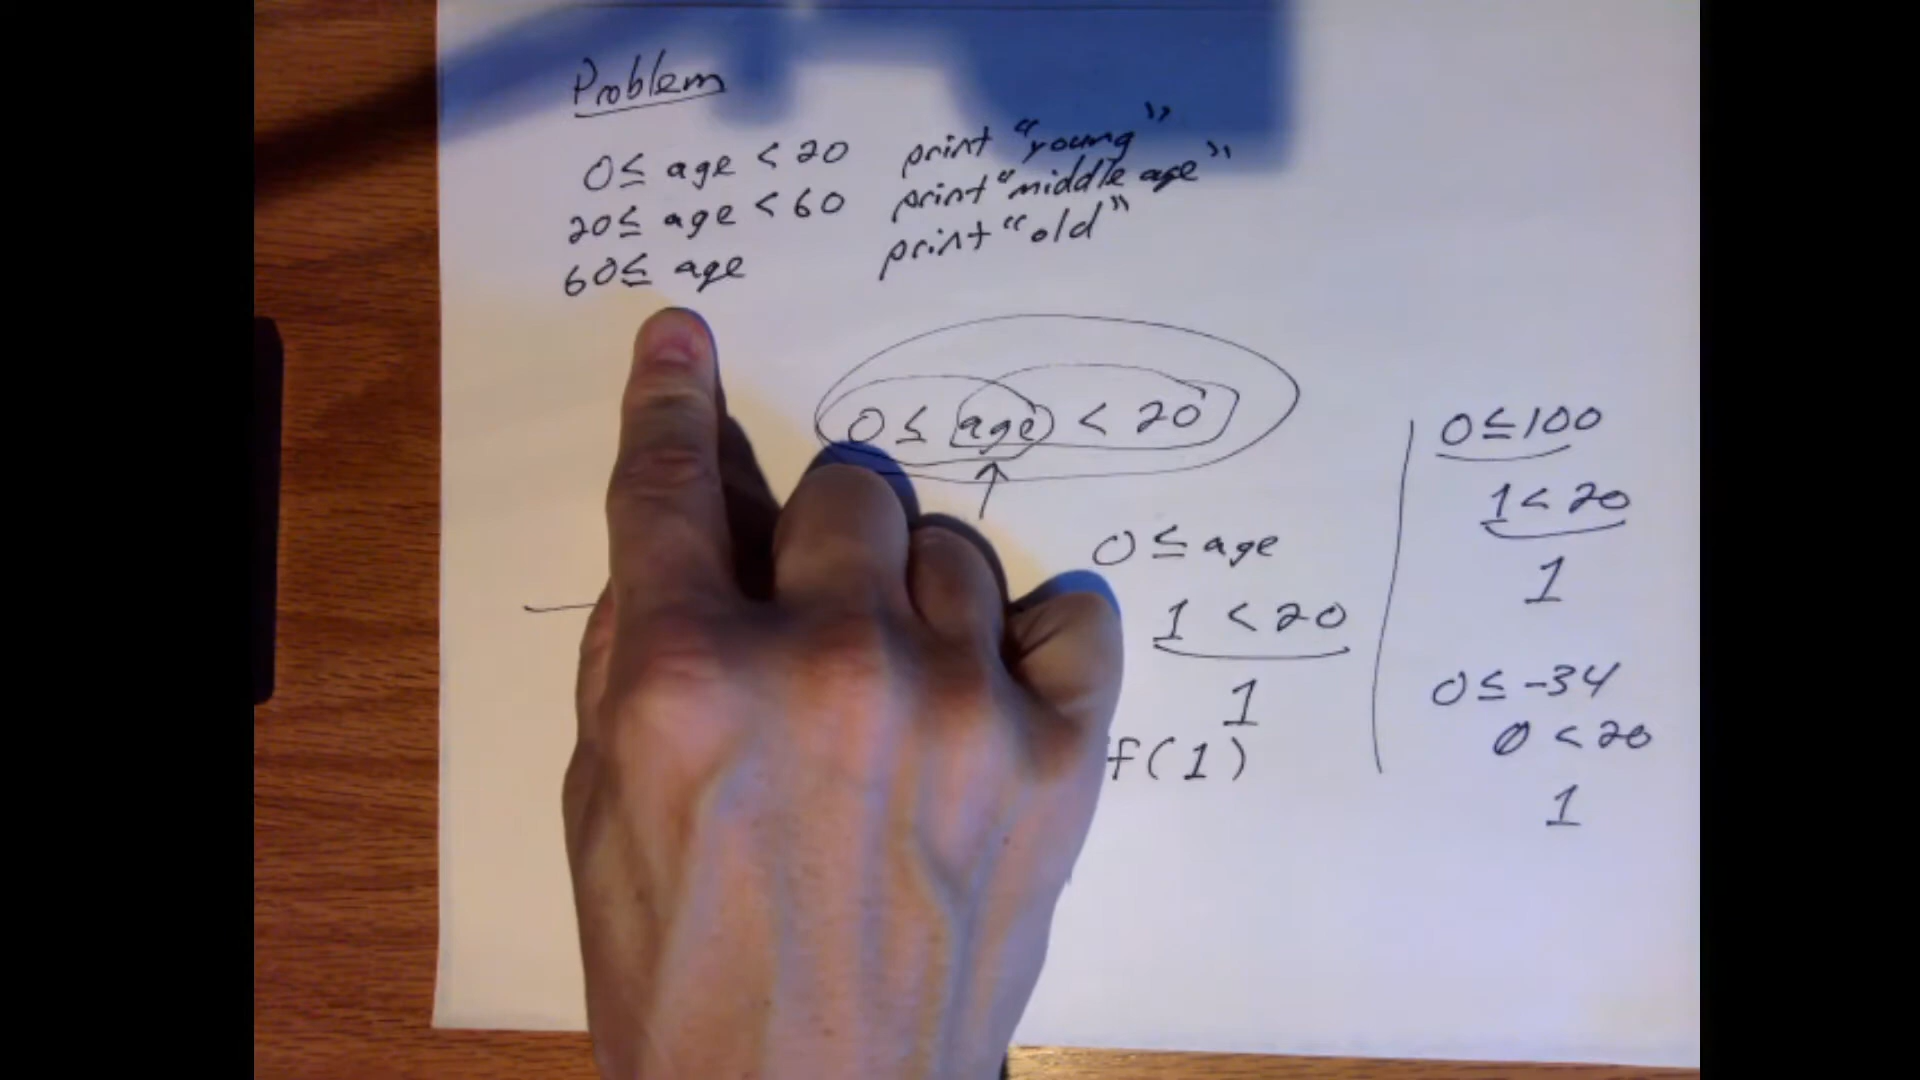 Problem
0≤ age < 20 print "young"
20≤ age < 60 print "middle age"
60≤ age print "old"
0 ≤ age < 20
0 ≤ age
1 < 20
1
f(1)
0≤100
1< 20
1
0≤ -34
0 < 20
1